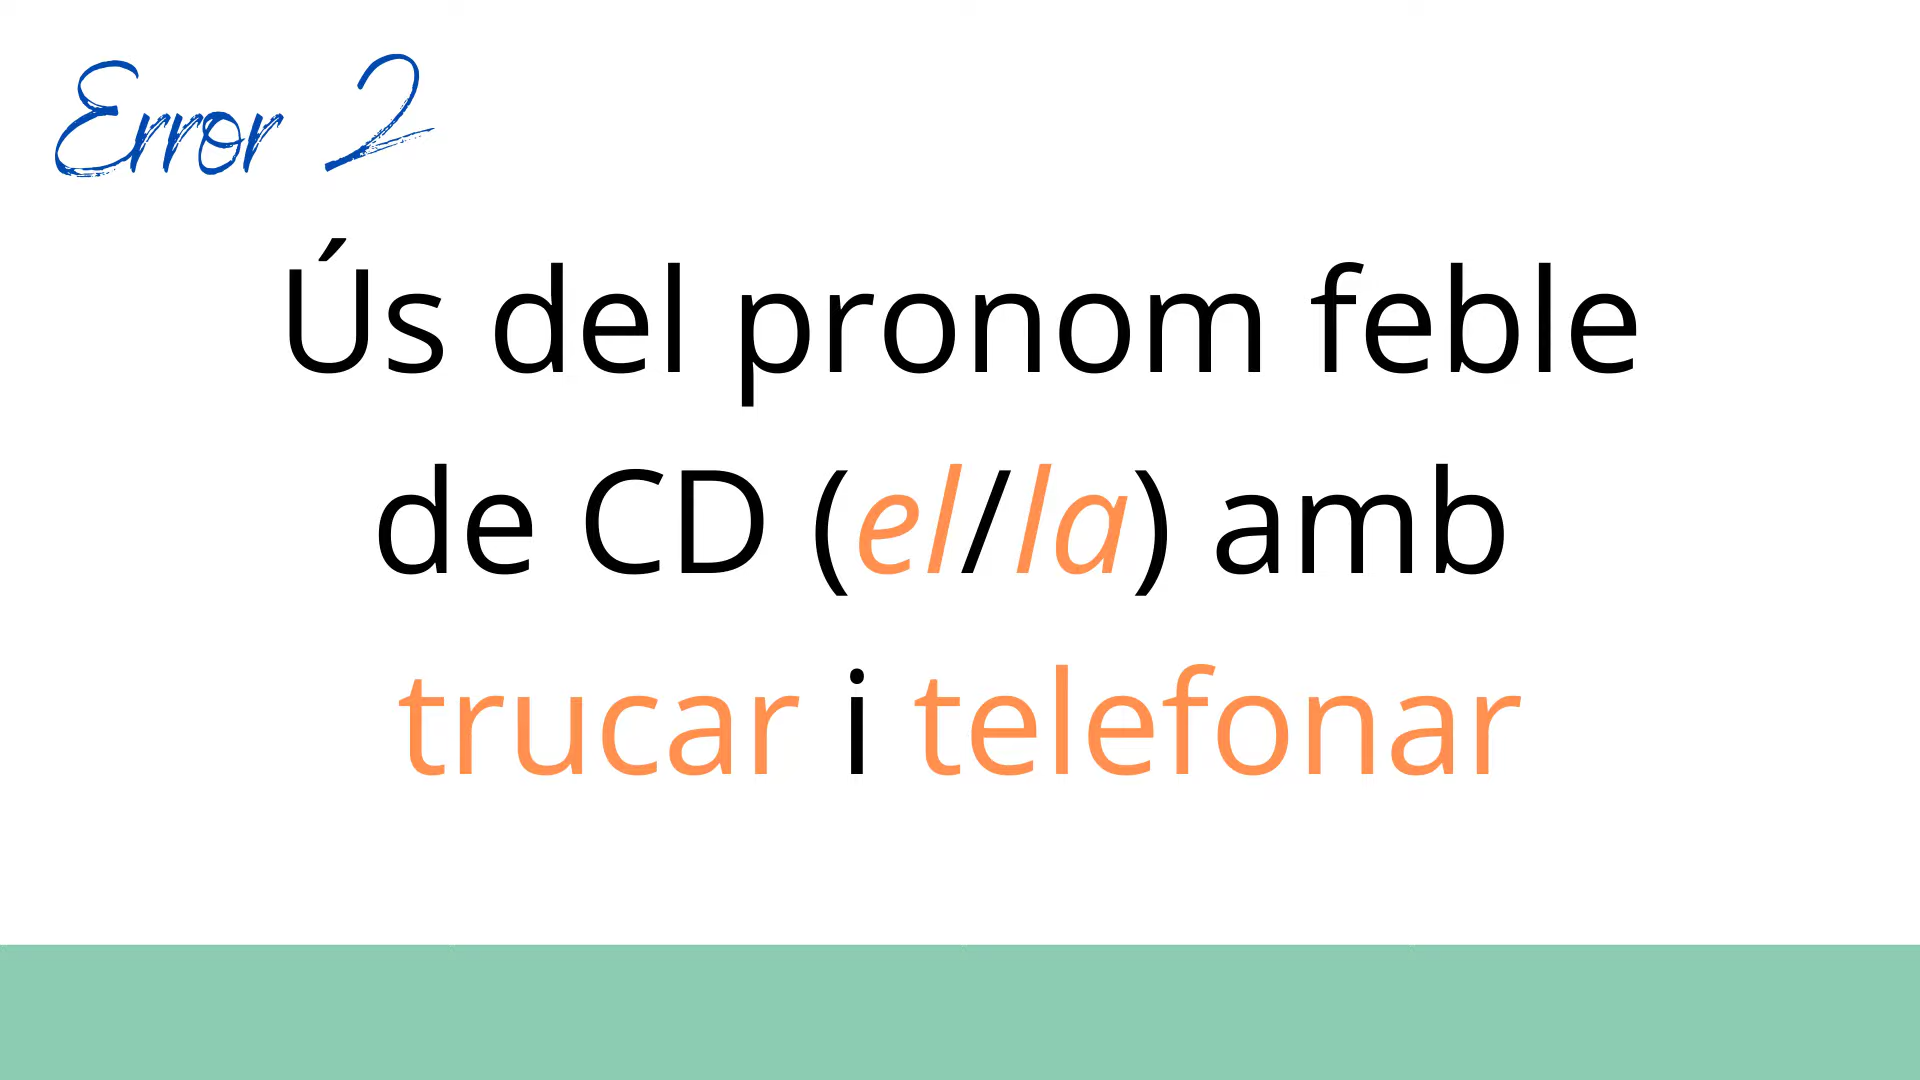 Error 2
Ús del pronom feble
de CD (el/la) amb
trucar i telefonar